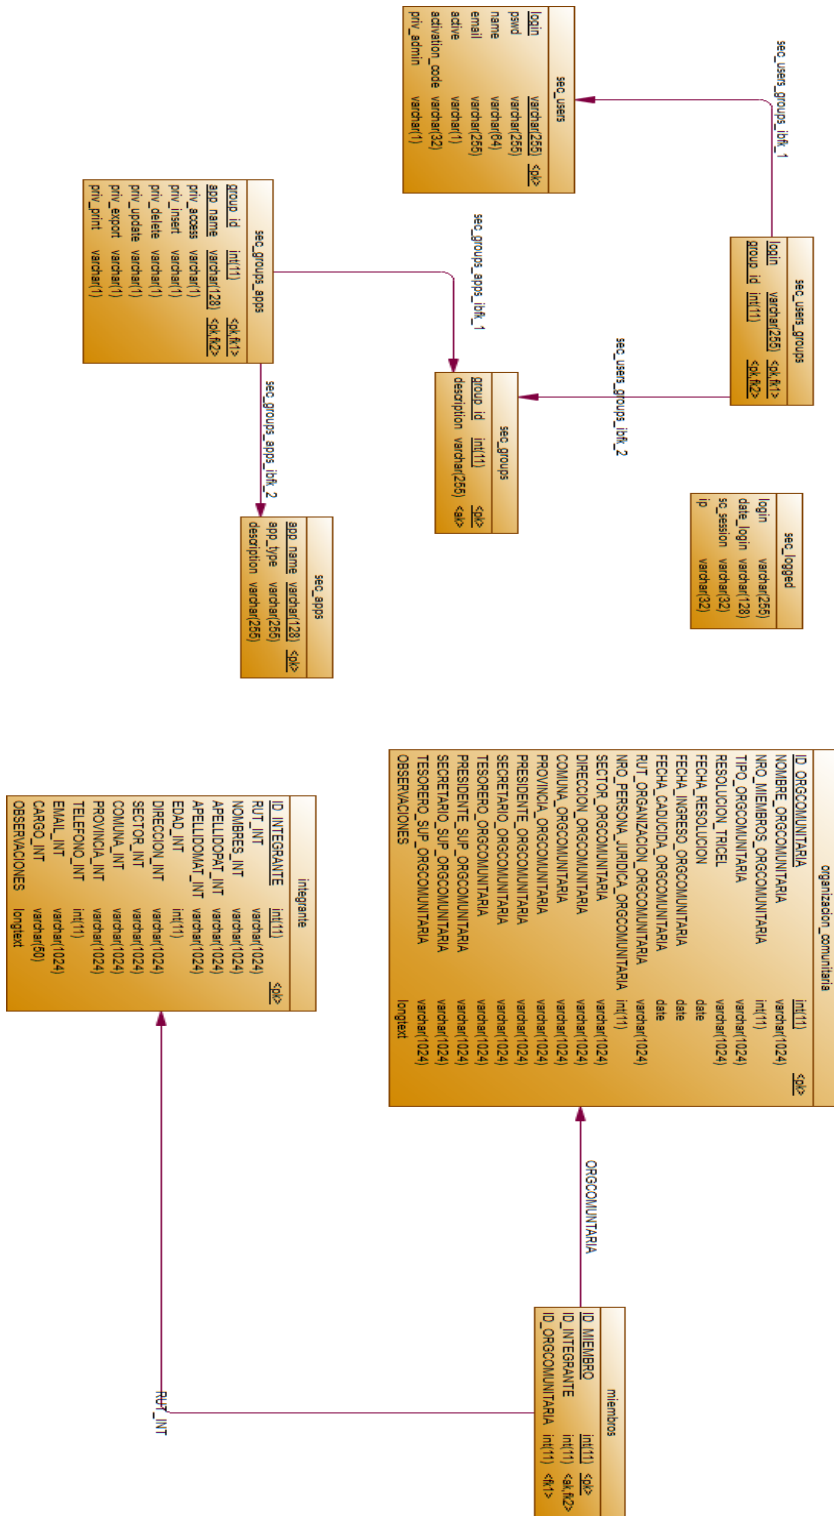 sec_users
login varchar(255) <pk>
pswd varchar(255)
name varchar(64)
email varchar(255)
active varchar(1)
activation_code varchar(32)
priv_admin varchar(1)
sec_users_groups_ibfk_1
sec_users_groups
login varchar(255) <pk,fk1>
group_id int(11) <pk,fk2>
sec_groups_apps
group_id int(11) <pk,fk1>
app_name varchar(128) <pk,fk2>
priv_access varchar(1)
priv_insert varchar(1)
priv_delete varchar(1)
priv_update varchar(1)
priv_export varchar(1)
priv_print varchar(1)
sec_groups_apps_ibfk_1
sec_users_groups_ibfk_2
sec_groups
group_id int(11) <pk>
description varchar(255) <ak>
sec_groups_apps_ibfk_2
sec_logged
login varchar(255)
date_login varchar(128)
sc_session varchar(32)
ip varchar(32)
sec_apps
app_name varchar(128) <pk>
app_type varchar(255)
description varchar(255)
organizacion_comunitaria
ID_ORGCOMUNITARIA int(11) <pk>
NOMBRE_ORGCOMUNITARIA varchar(1024)
NRO_MIEMBROS_ORGCOMUNITARIA int(11)
TIPO_ORGCOMUNITARIA varchar(1024)
RESOLUCION_TRICEL varchar(1024)
FECHA_RESOLUCION date
FECHA_INGRESO_ORGCOMUNITARIA date
FECHA_CADUCIDA_ORGCOMUNITARIA date
RUT_ORGANIZACION_ORGCOMUNITARIA varchar(1024)
NRO_PERSONA_JURIDICA_ORGCOMUNITARIA int(11)
SECTOR_ORGCOMUNITARIA varchar(1024)
DIRECCION_ORGCOMUNITARIA varchar(1024)
COMUNA_ORGCOMUNITARIA varchar(1024)
PROVINCIA_ORGCOMUNITARIA varchar(1024)
PRESIDENTE_ORGCOMUNITARIA varchar(1024)
SECRETARIO_ORGCOMUNITARIA varchar(1024)
TESORERO_ORGCOMUNITARIA varchar(1024)
PRESIDENTE_SUP_ORGCOMUNITARIA varchar(1024)
SECRETARIO_SUP_ORGCOMUNITARIA varchar(1024)
TESORERO_SUP_ORGCOMUNITARIA varchar(1024)
OBSERVACIONES longtext
integrante
ID_INTEGRANTE int(11) <pk>
RUT_INT varchar(1024)
NOMBRES_INT varchar(1024)
APELLIDOPAT_INT varchar(1024)
APELLIDOMAT_INT varchar(1024)
EDAD_INT int(11)
DIRECCION_INT varchar(1024)
SECTOR_INT varchar(1024)
COMUNA_INT varchar(1024)
PROVINCIA_INT varchar(1024)
TELEFONO_INT int(11)
EMAIL_INT varchar(1024)
CARGO_INT varchar(50)
OBSERVACIONES longtext
ORGCOMUNTARIA
RUT_INT
miembros
ID_MIEMBRO int(11) <pk>
ID_INTEGRANTE int(11) <ak,fk2>
ID_ORGCOMUNITARIA int(11) <fk1>